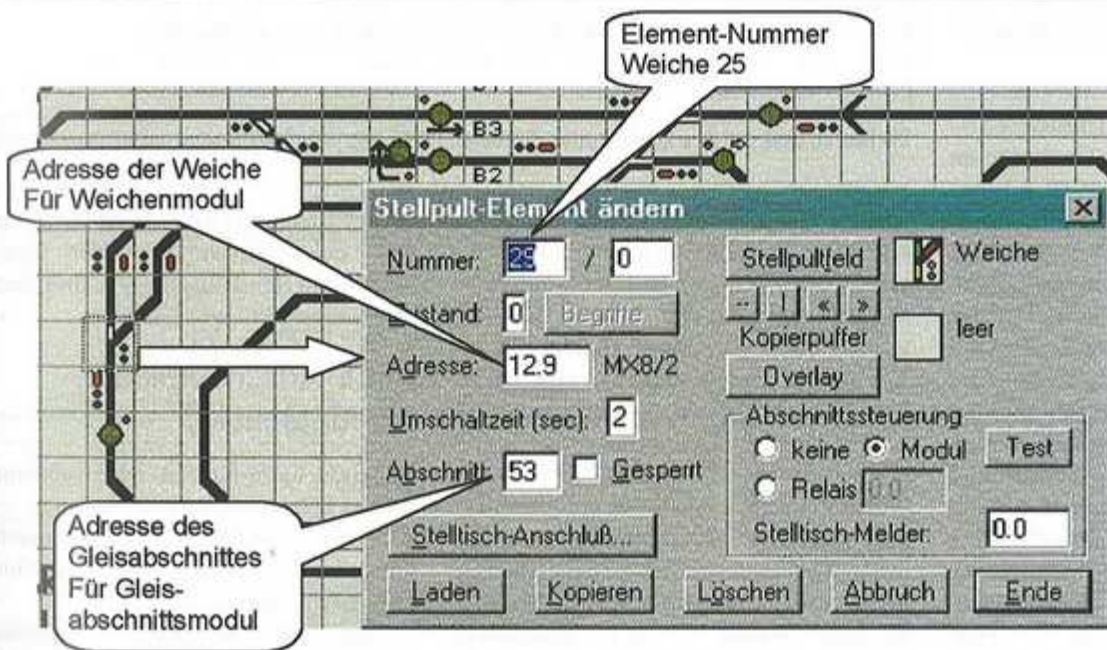 Element-Nummer
Weiche 25
B3
B2
Adresse der Weiche
Für Weichenmodul
Stellpult-Element ändern
Nummer: / 0
Stellpultfeld
Weiche
Zustand: 0 Begriffe
-- | « »
Kopierpuffer
leer
Adresse: 12.9 MX8/2
Overlay
Umschaltzeit (sec): 2
Abschnittssteuerung
keine Modul Test
Abschnitt: 53 Gesperrt
Relais 0.0
Stelltisch-Anschluß...
Stelltisch-Melder: 0.0
Laden Kopieren Löschen Abbruch Ende
Adresse des
Gleisabschnittes
Für Gleis-
abschnittsmodul